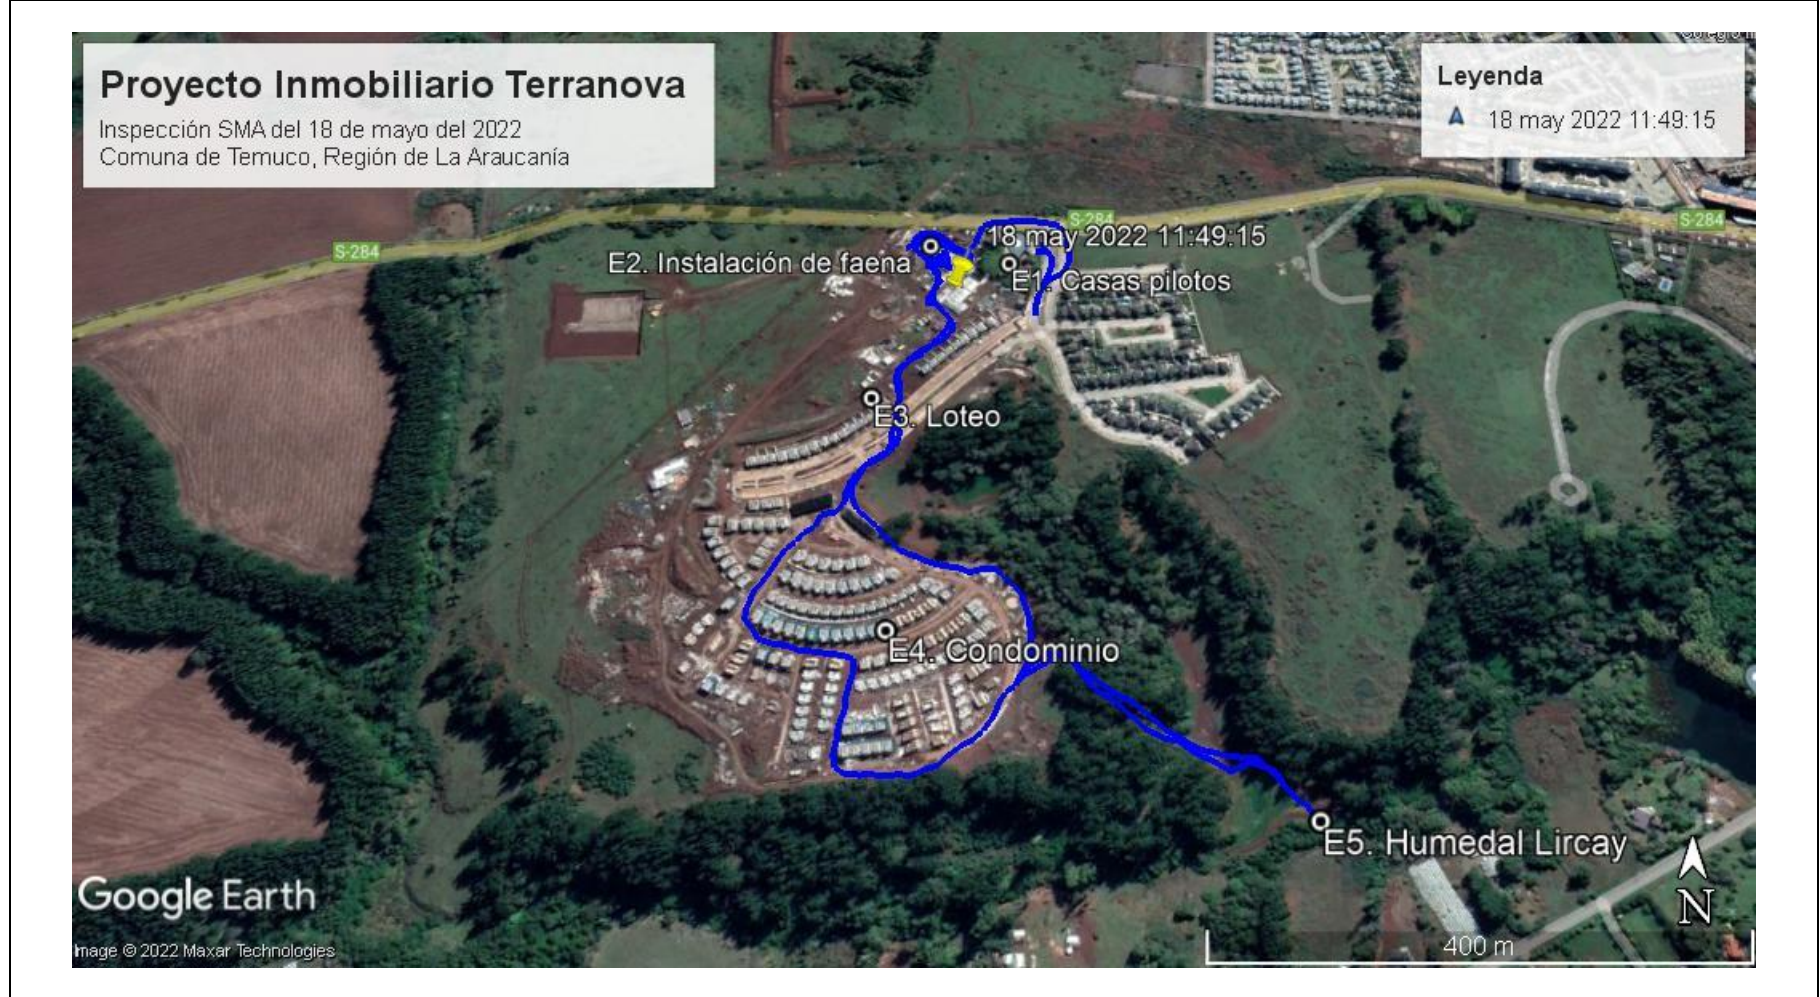 Proyecto Inmobiliario Terranova
Inspección SMA del 18 de mayo del 2022
Comuna de Temuco, Región de La Araucanía
Leyenda
18 may 2022 11:49:15
S-284
S-284
S-284
18 may 2022 11:49:15
E2. Instalación de faena
E1. Casas pilotos
E3. Loteo
E4. Condominio
E5. Humedal Lircay
N
400 m
Google Earth
Image © 2022 Maxar Technologies